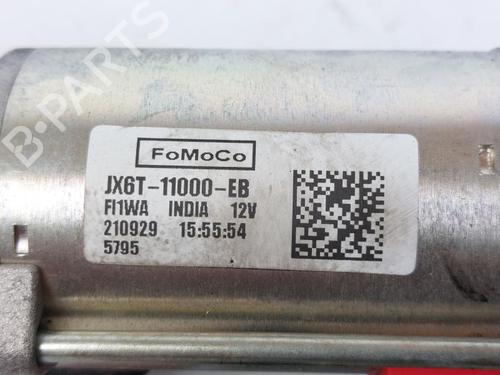 B-PARTS
FoMoCo
JX6T-11000-EB
FI1WA INDIA 12V
210929 15:55:54
5795